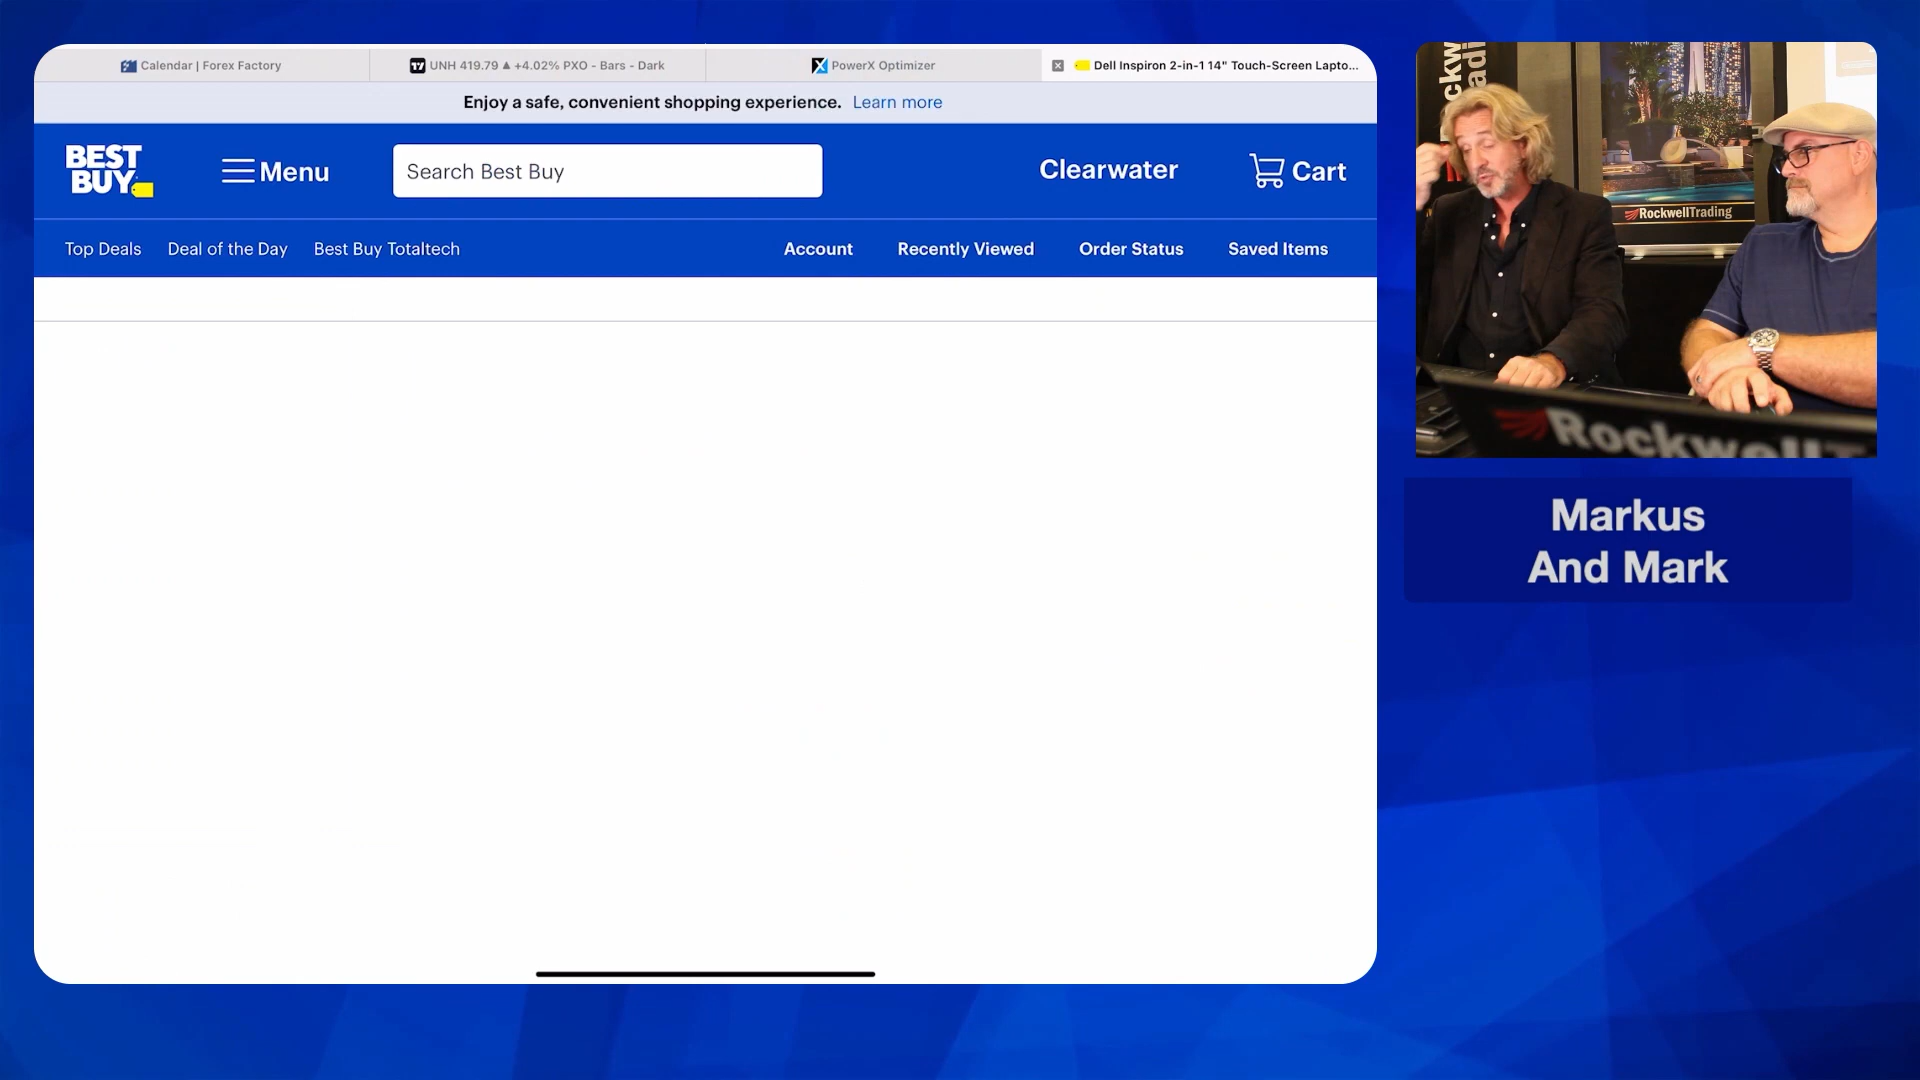 Calendar | Forex Factory
UNH 419.79 ▲ +4.02% PXO - Bars - Dark
PowerX Optimizer
Dell Inspiron 2-in-1 14" Touch-Screen Lapto...
Enjoy a safe, convenient shopping experience. Learn more
BEST
BUY
Menu
Search Best Buy
Clearwater
Cart
Top Deals
Deal of the Day
Best Buy Totaltech
Account
Recently Viewed
Order Status
Saved Items
RockwellTrading
Markus
And Mark